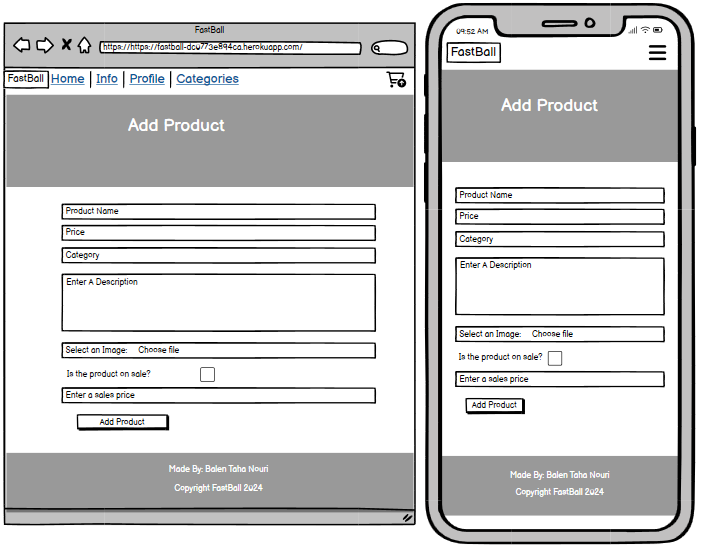 FastBall
https://https://fastball-dc0773e894ca.herokuapp.com/
FastBall Home Info Profile Categories
Add Product
Product Name
Price
Category
Enter A Description
Select an Image: Choose file
Is the product on sale?
Enter a sales price
Add Product
Made By: Balen Taha Nouri
Copyright FastBall 2024
09:52 AM
FastBall
Add Product
Product Name
Price
Category
Enter A Description
Select an Image: Choose file
Is the product on sale?
Enter a sales price
Add Product
Made By: Balen Taha Nouri
Copyright FastBall 2024